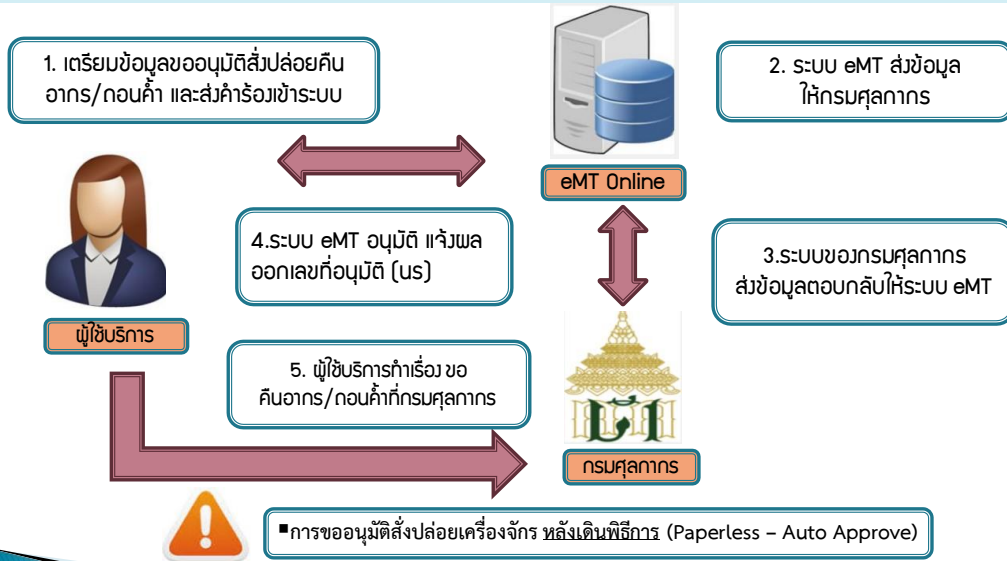 1. เตรียมข้อมูลขออนุมัติสั่งปล่อยคืน
อากร/ถอนค้ำ และส่งคำร้องเข้าระบบ
2. ระบบ eMT ส่งข้อมูล
ให้กรมศุลกากร
eMT Online
4.ระบบ eMT อนุมัติ แจ้งผล
ออกเลขที่อนุมัติ (นร)
3.ระบบของกรมศุลกากร
ส่งข้อมูลตอบกลับให้ระบบ eMT
ผู้ใช้บริการ
5. ผู้ใช้บริการทำเรื่อง ขอ
คืนอากร/ถอนค้ำที่กรมศุลกากร
กรมศุลกากร
▪การขออนุมัติสั่งปล่อยเครื่องจักร หลังเดินพิธีการ (Paperless – Auto Approve)